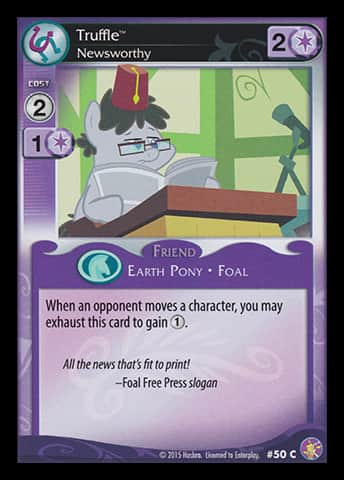 Truffle™
2
Newsworthy
COST
2
1
FRIEND
EARTH PONY • FOAL
When an opponent moves a character, you may
exhaust this card to gain 1.
All the news that's fit to print!
–Foal Free Press slogan
© 2015 Hasbro. Licensed to Enterplay. #50 C